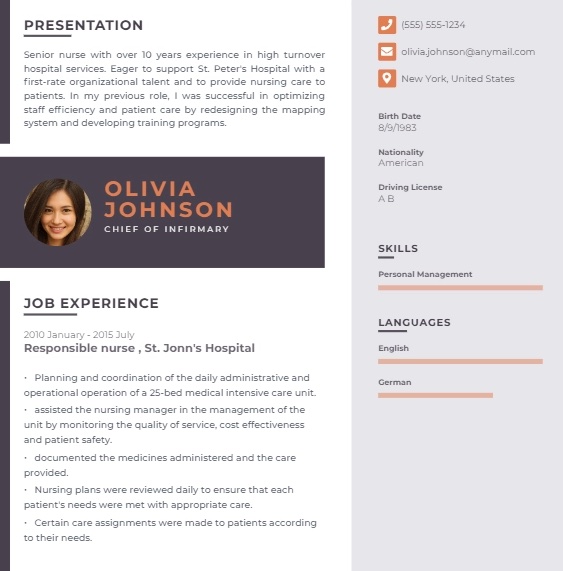 PRESENTATION
Senior nurse with over 10 years experience in high turnover
hospital services. Eager to support St. Peter's Hospital with a
first-rate organizational talent and to provide nursing care to
patients. In my previous role, I was successful in optimizing
staff efficiency and patient care by redesigning the mapping
system and developing training programs.
OLIVIA
JOHNSON
CHIEF OF INFIRMARY
JOB EXPERIENCE
2010 January - 2015 July
Responsible nurse , St. Jonn's Hospital
· Planning and coordination of the daily administrative and
operational operation of a 25-bed medical intensive care unit.
· assisted the nursing manager in the management of the
unit by monitoring the quality of service, cost effectiveness
and patient safety.
· documented the medicines administered and the care
provided.
· Nursing plans were reviewed daily to ensure that each
patient's needs were met with appropriate care.
· Certain care assignments were made to patients according
to their needs.
(555) 555-1234
olivia.johnson@anymail.com
New York, United States
Birth Date
8/9/1983
Nationality
American
Driving License
A B
SKILLS
Personal Management
LANGUAGES
English
German